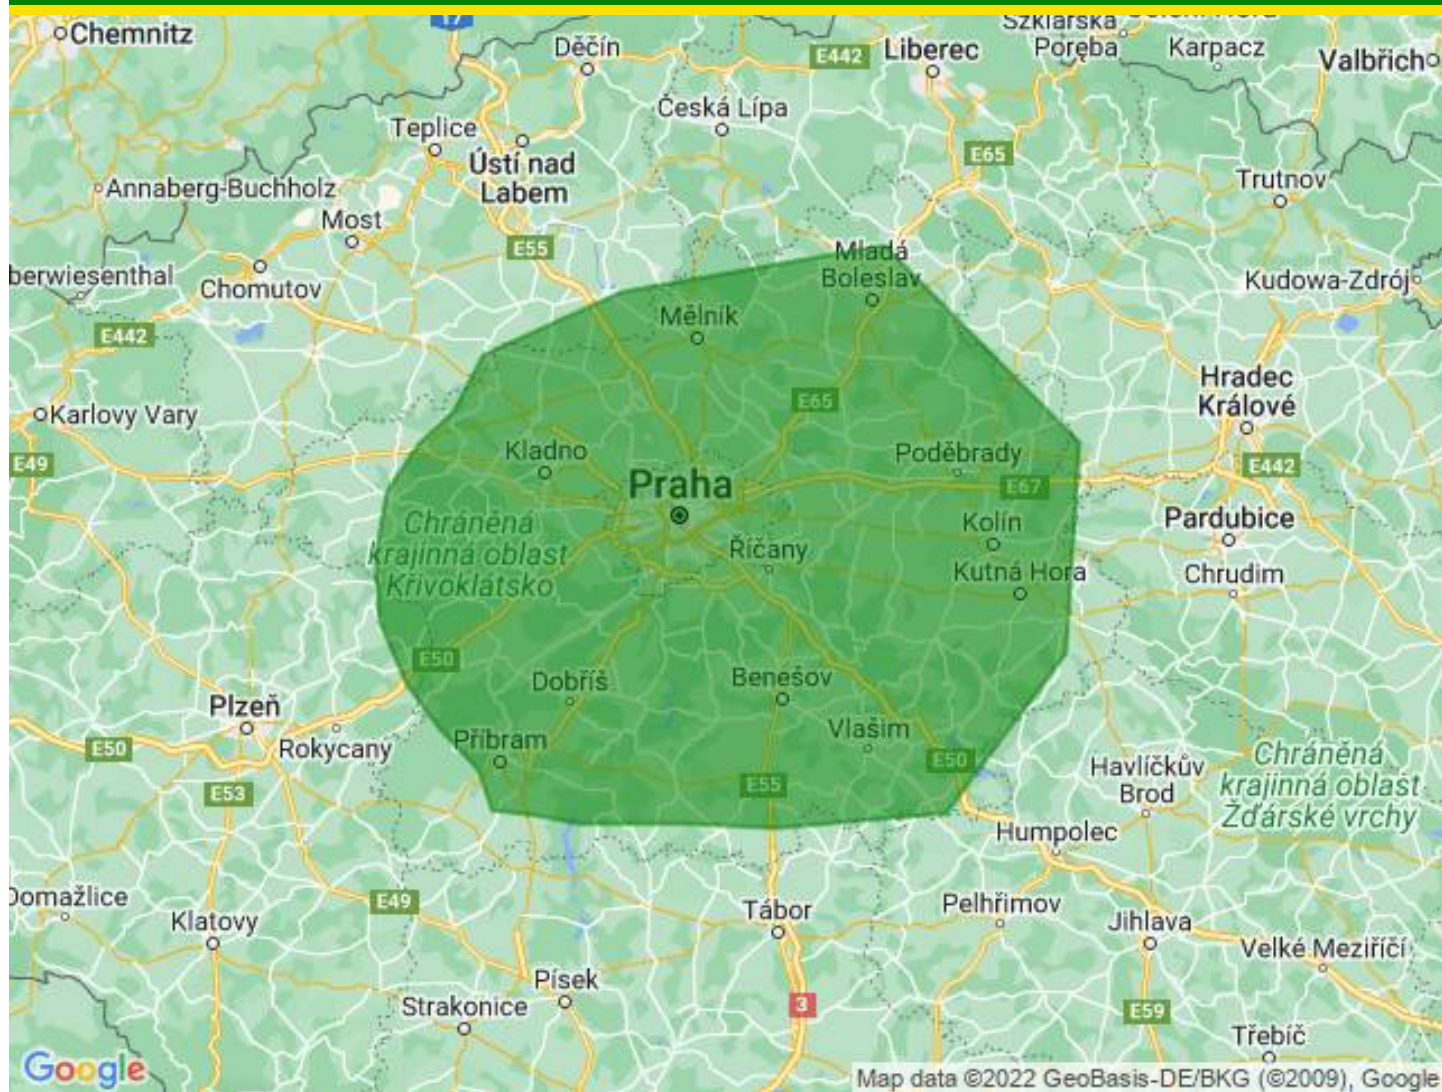 17
Szklarska
Poręba
Chemnitz
Děčín
E442
Liberec
Karpacz
Valbřich
Česká Lípa
Teplice
Ústí nad
Labem
E65
Annaberg-Buchholz
Trutnov
Most
E55
Mladá
Boleslav
berwiesenthal
Chomutov
Kudowa-Zdrój
E442
Mělník
Hradec
Králové
Karlovy Vary
E65
E49
Kladno
Poděbrady
E442
Praha
E67
Chráněná
krajinná oblast
Křivoklátsko
Kolín
Pardubice
Říčany
Kutná Hora
Chrudim
E50
Dobříš
Benešov
Plzeň
Rokycany
E50
Příbram
Vlašim
E50
Chráněná
krajinná oblast
Žďárské vrchy
Havlíčkův
Brod
E53
E55
Humpolec
Domažlice
E49
Klatovy
Tábor
Pelhřimov
Jihlava
Velké Meziříčí
Písek
Strakonice
3
E59
Třebíč
Google
Map data ©2022 GeoBasis-DE/BKG (©2009), Google